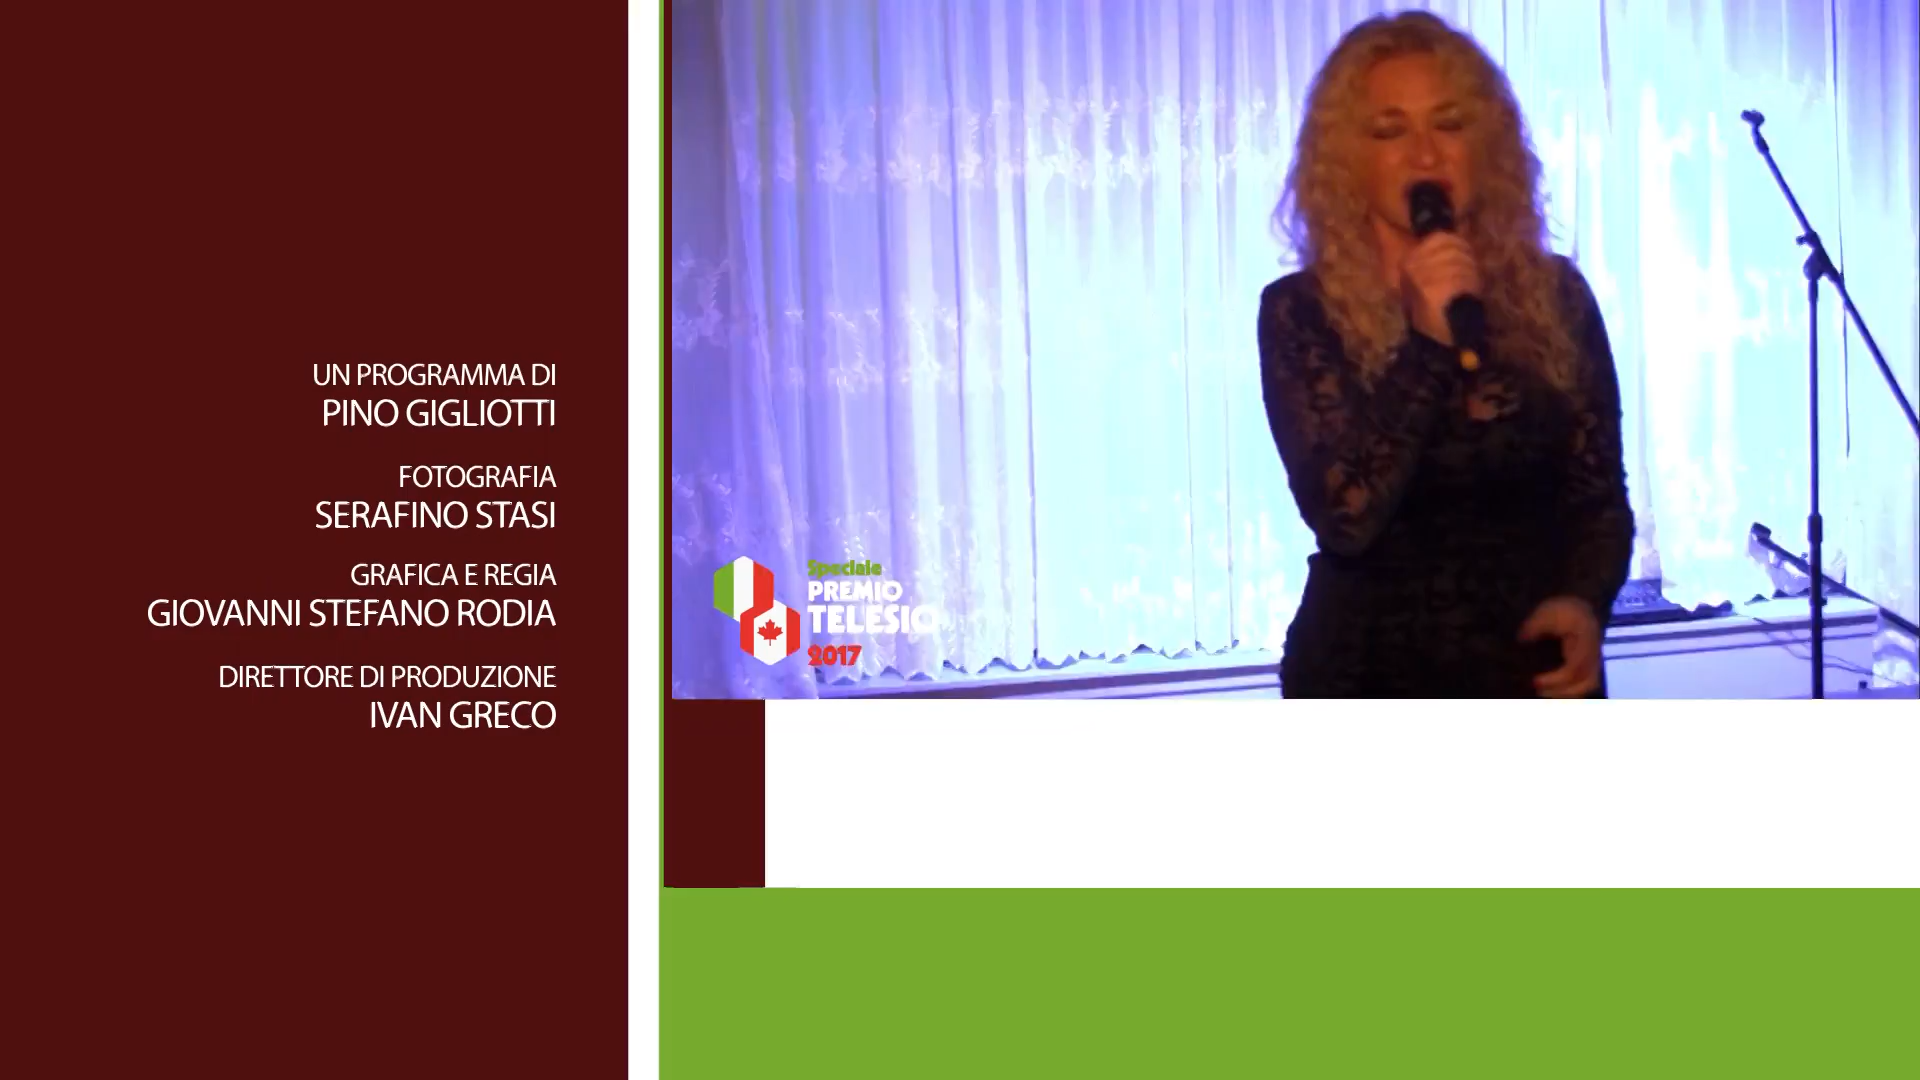 UN PROGRAMMA DI
PINO GIGLIOTTI
FOTOGRAFIA
SERAFINO STASI
GRAFICA E REGIA
GIOVANNI STEFANO RODIA
DIRETTORE DI PRODUZIONE
IVAN GRECO
Speciale
PREMIO
TELESIO
2017